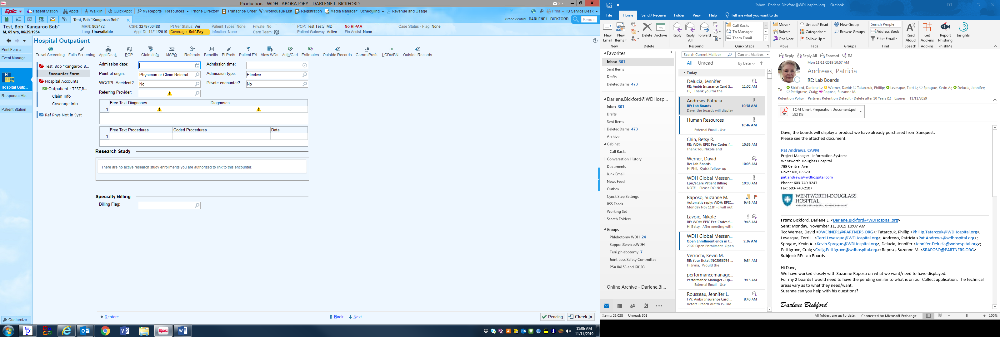 Production - WDH LABORATORY - DARLENE L. BICKFORD
0
Epic Patient Station Appts Walk In Quick Appt My Reports Resources Phone Directory Transcribe Order Workqueue List Registration Media Manager Scheduling Revenue and Usage Print IS Service Desk
Test, Bob "Kangaroo Bob"
Grand central DARLENE L. BICKFORD Search
Test, Bob "Kangaroo Bob" MRN: 803472 CSN: 3279766488 Pt Ver Status: Ver Patient Types: None Private: No PCP: Test Testy, MD No HIPAA Case Status - Flag: None
M, 65 yrs, 06/29/1954 Lang: Unavailable Appt Dt: 11/11/2019 Coverage: Self-Pay Infection: None Care Team: Patient Gateway: Active Fin Assist: None
Hospital Outpatient
Print Forms
Event Manage...
Hospital Outp...
Response His...
Patient Station
Customize
Travel Screening Falls Screening Appt Desk PCP Claim Info MSPQ Referrals Benefits Pt Prefs Patient FYI View WQs Auth/Cert Estimates Outside Records Comm Prefs LCD/ABN Outside Records
Test, Bob "Kangaroo B...
Encounter Form
Hospital Accounts
Outpatient - TEST,B...
Claim Info
Coverage Info
Ref Phys Not in Syst
Admission date: Admission time:
Point of origin: Physician or Clinic Referral Admission type: Elective
WC/TPL Accident? No Private encounter? No
Referring Provider:
Free Text Diagnoses Diagnoses
1
Free Text Procedures Coded Procedures Date
1
Research Study
There are no active research study enrollments you are authorized to link to this encounter.
Specialty Billing
Billing Flag:
Restore Back Next Pending Check In
11:06 AM
11/11/2019
Inbox - Darlene.Bickford@WDHospital.org - Outlook
File Home Send / Receive Folder View Help Tell me what you want to do
New Email
New Items
New
Delete Archive
Delete
Reply Reply All Forward
Respond
Call Backs
To Manager
Team Email
Quick Steps
Move
Rules
OneNote
Move
Unread/ Read
Categorize
Follow Up
Tags
New Group
Browse Groups
Groups
Search People
Address Book
Filter Email
Find
Read Aloud
Speech
Get Add-ins
Add-ins
Report Phishing
PhishMe
Insights
Favorites
Inbox 301
Sent Items
Drafts
Deleted Items 473
Darlene.Bickford@WDHosp...
Inbox 301
Drafts
Sent Items
Deleted Items 473
Archive
Cabinet
Call Backs
Conversation History
Documents
Junk Email
News Feed
Outbox
Quick Step Settings
RSS Feeds
Working Set
Search Folders
Groups
Phlebotomy WDH 24
SupportServicesWDH
Terri.phlebotomy 7
Joint Loss Safety Committee
PSA 84153 and G0103
Online Archive - Darlene.Bi...
Search Current Mailbox Current Mailbox
All Unread By Date
Today
Delucia, Jennifer
RE: Ambir Insurance Card S... 11:02 AM
Hi, Thank you for the
Andrews, Patricia
RE: Lab Boards 10:58 AM
Dave, the boards will display
Human Resources
10:46 AM
External Email - Use
Chin, Betsy R.
RE: WDH: EPIC Fee Codes f... 10:36 AM
Thank You Nikole and
Werner, David
Re: Lab Boards 10:03 AM
Hi Phil, Quick follow-up
WDH Global Messen...
Epic/eCare Patient Billing 10:03 AM
NOTE: Please DO NOT
Raposo, Suzanne M.
Automatic reply: WDH: EPIC... 9:46 AM
Monday Nov 11th - I will out
Lavoie, Nikole
RE: WDH: EPIC Fee Codes f... 9:45 AM
Hi Betsy, After meeting with
WDH Global Messen...
Open Enrollment ends in t... 9:36 AM
2020 Open Enrollment Open
Verrochi, Kevin M.
RE: Your ticket INC2036764 ... 9:34 AM
Hi Iryna, Would the
performancemanage...
Performance Manager - Up... 9:15 AM
External Email - Use
Rousseau, Jennifer L.
FW: Ambir Insurance Card ... 8:40 AM
Before I reach out to IS. Did
Reply Reply All Forward IM
Mon 11/11/2019 10:57 AM
Andrews, Patricia
RE: Lab Boards
To Bickford, Darlene L.; Werner, David; Tatarczuk, Phillip; Levesque, Terri L.; Sprague, Kevin A.; Delucia, Jennifer;
Pettigrove, Craig; Raposo, Suzanne M.
Retention Policy Partners Retention Default - Delete after 10 Years (1( Expires 11/11/2029
TOM Client Preparation Document.pdf
582 KB
Dave, the boards will display a product we have already purchased from Sunquest.
Please see the attached document.
Pat Andrews, CAPM
Project Manager - Information Systems
Wentworth-Douglass Hospital
789 Central Ave
Dover NH, 03820
pat.andrews@wdhospital.com
Phone: 603-740-3247
Fax: 603-740-2107
WENTWORTH-DOUGLASS
HOSPITAL
MASSACHUSETTS GENERAL HOSPITAL SUBSIDIARY
From: Bickford, Darlene L. <Darlene.Bickford@WDHospital.org>
Sent: Monday, November 11, 2019 10:07 AM
To: Werner, David <DWERNER1@PARTNERS.ORG>; Tatarczuk, Phillip <Phillip.Tatarczuk@WDHospital.org>;
Levesque, Terri L. <Terri.Levesque@WDHospital.org>; Andrews, Patricia <Pat.Andrews@wdhospital.org>;
Sprague, Kevin A. <Kevin.Sprague@WDHospital.org>; Delucia, Jennifer <Jennifer.Delucia@wdhospital.org>;
Pettigrove, Craig <Craig.Pettigrove@wdhospital.org>; Raposo, Suzanne M. <SRAPOSO@PARTNERS.ORG>
Subject: RE: Lab Boards
Hi Dave,
We have worked closely with Suzanne Raposo on what we want/need to have displayed.
For my 2 boards I would need to have the pending similar to what is on our Collect application. The technical
areas vary as to what they need/want.
Suzanne can you help with his questions?
Darlene Bickford
Items: 26,038 Unread: 301 All folders are up to date. Connected to: Microsoft Exchange 100%